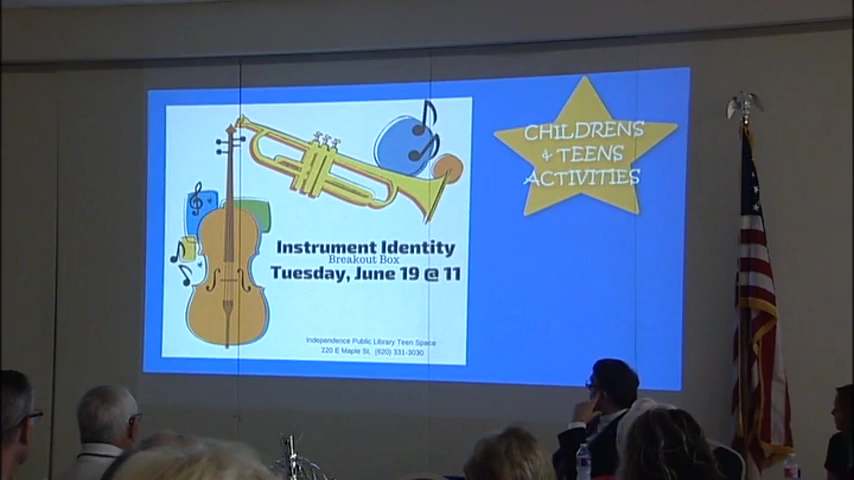 CHILDRENS
& TEENS
ACTIVITIES
Instrument Identity
Breakout Box
Tuesday, June 19 @ 11
Independence Public Library Teen Space
220 E Maple St. (620) 331-3030